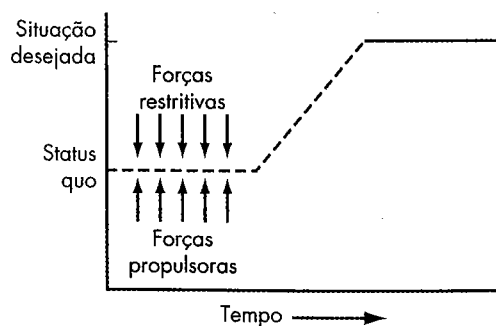 Situação
desejada
Forças
restritivas
Status
quo
Forças
propulsoras
Tempo